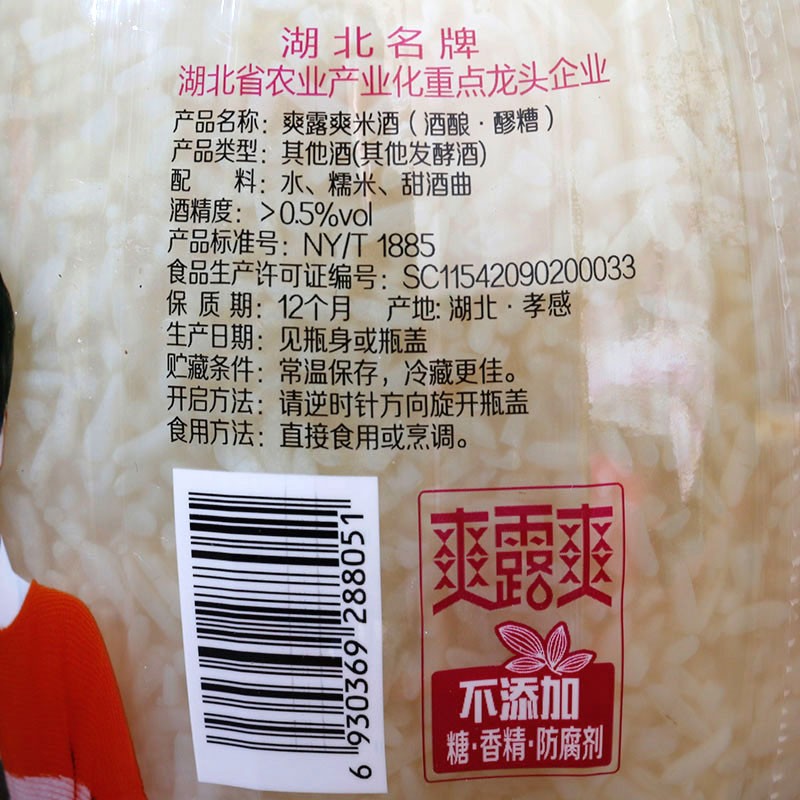 湖北名牌
湖北省农业产业化重点龙头企业
产品名称：爽露爽米酒（酒酿·醪糟）
产品类型：其他酒(其他发酵酒)
配 料：水、糯米、甜酒曲
酒精度：>0.5%vol
产品标准号：NY/T 1885
食品生产许可证编号：SC11542090200033
保 质 期：12个月 产地: 湖北·孝感
生产日期：见瓶身或瓶盖
贮藏条件：常温保存，冷藏更佳。
开启方法：请逆时针方向旋开瓶盖
食用方法：直接食用或烹调。
6 930369 288051
爽露爽
不添加
糖·香精·防腐剂